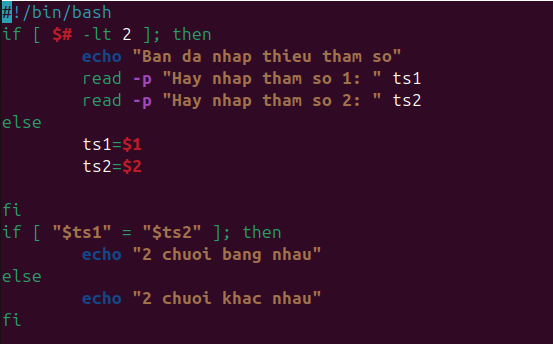 #!/bin/bash
if [ $# -lt 2 ]; then
        echo "Ban da nhap thieu tham so"
        read -p "Hay nhap tham so 1: " ts1
        read -p "Hay nhap tham so 2: " ts2
else
        ts1=$1
        ts2=$2

fi
if [ "$ts1" = "$ts2" ]; then
        echo "2 chuoi bang nhau"
else
        echo "2 chuoi khac nhau"
fi